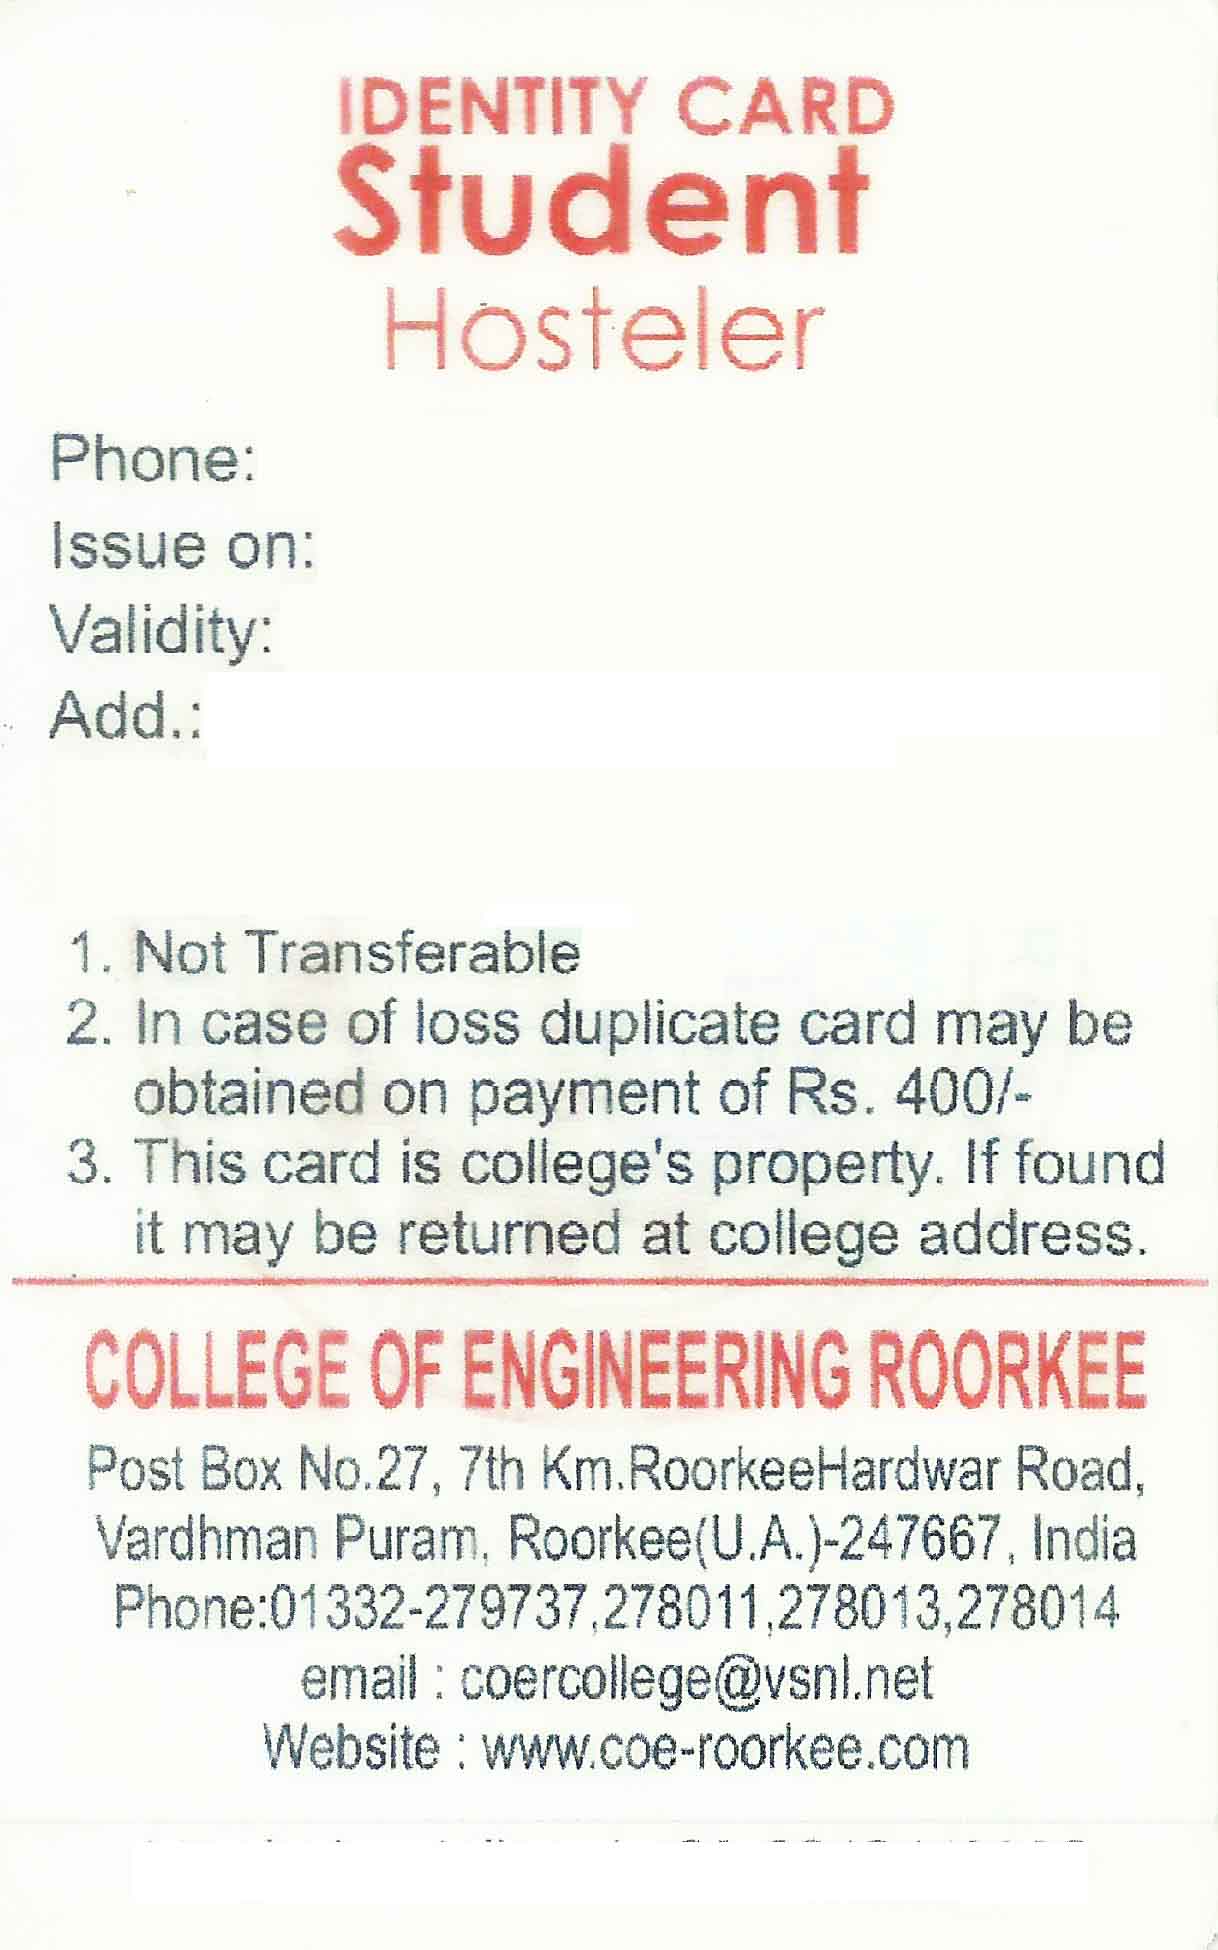 IDENTITY CARD
Student
Hosteler
Phone:
Issue on:
Validity:
Add.:
1. Not Transferable
2. In case of loss duplicate card may be
obtained on payment of Rs. 400/-
3. This card is college's property. If found
it may be returned at college address.
COLLEGE OF ENGINEERING ROORKEE
Post Box No.27, 7th Km.RoorkeeHardwar Road,
Vardhman Puram, Roorkee(U.A.)-247667, India
Phone:01332-279737,278011,278013,278014
email : coercollege@vsnl.net
Website : www.coe-roorkee.com